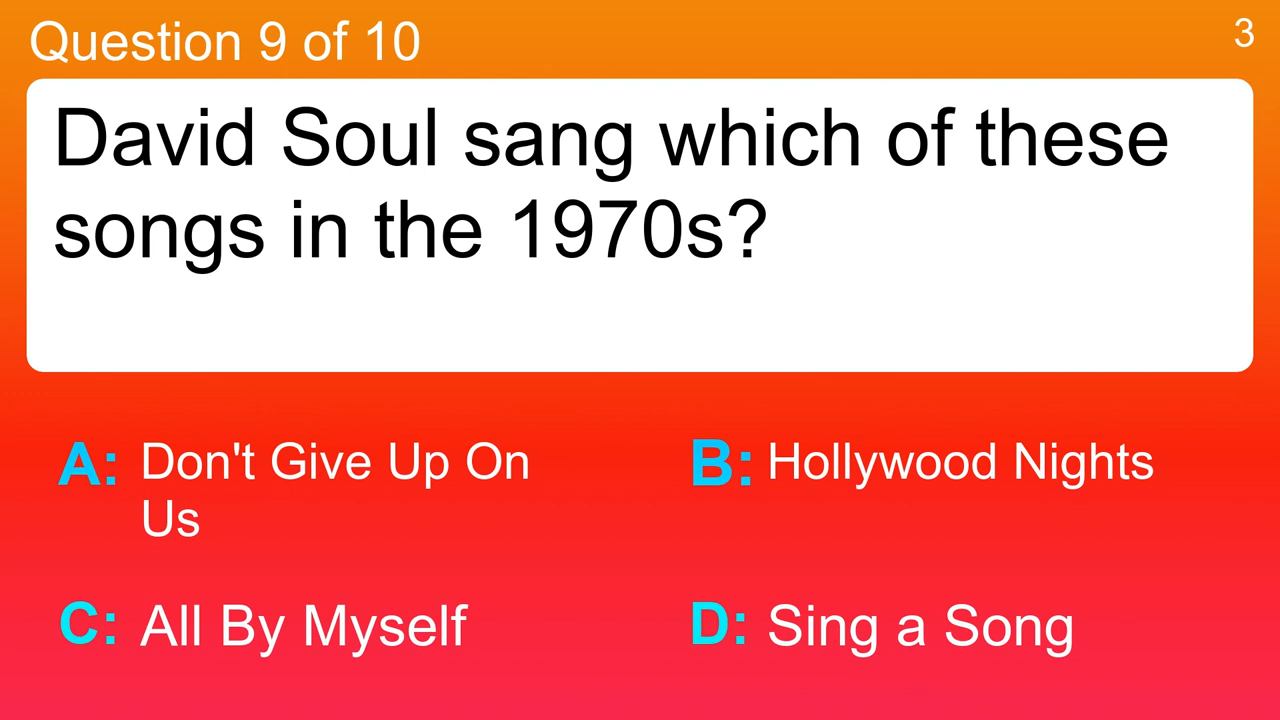 Question 9 of 10
3
David Soul sang which of these
songs in the 1970s?
A: Don't Give Up On
Us
B: Hollywood Nights
C: All By Myself
D: Sing a Song